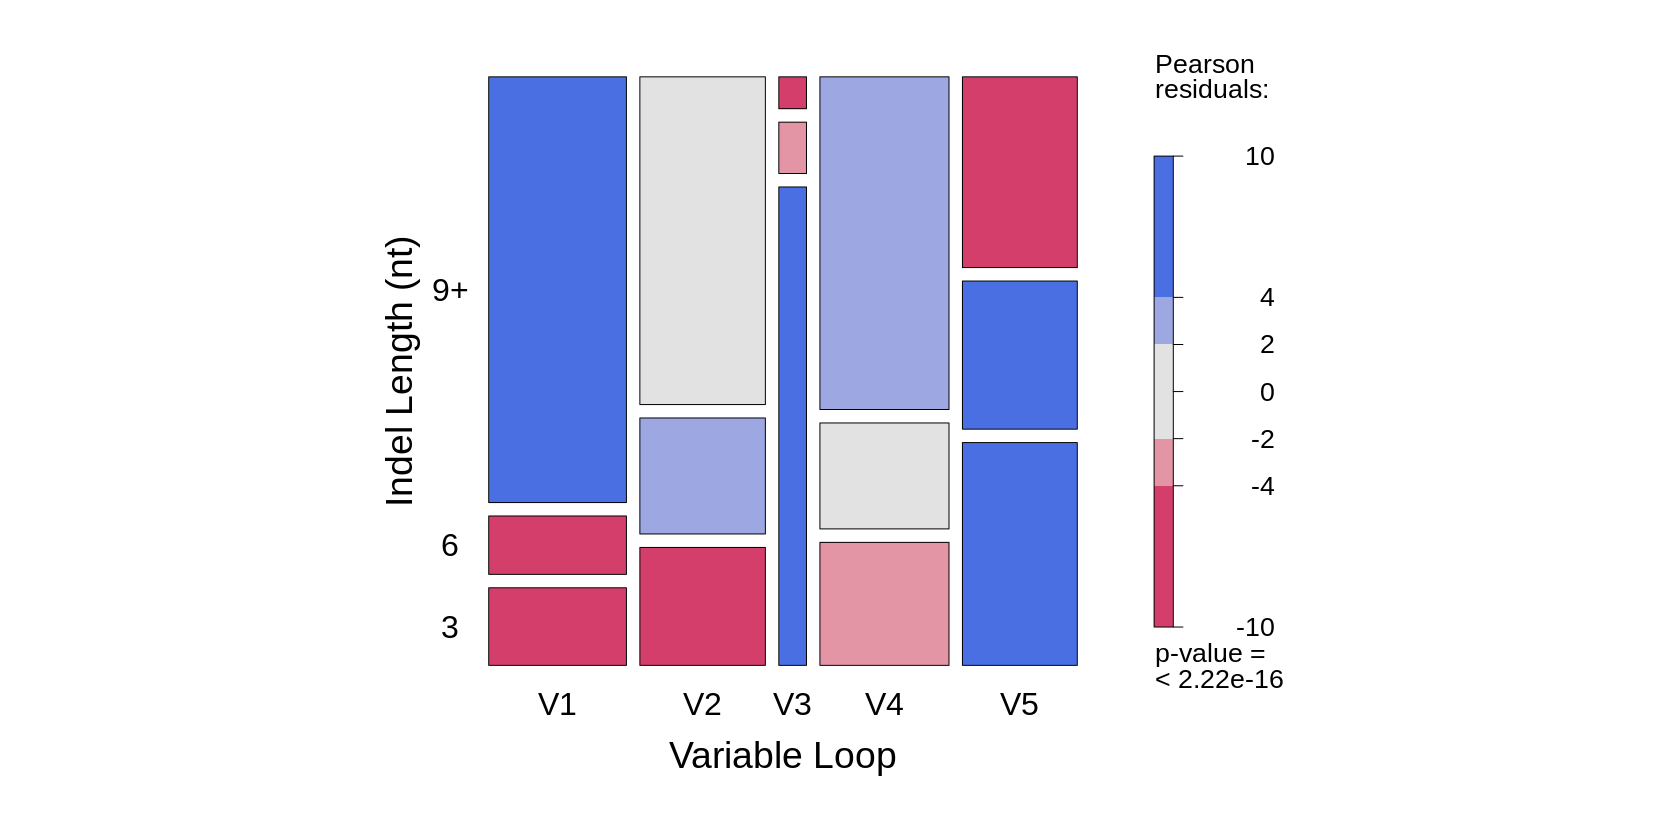 Pearson
residuals:
10
4
2
0
-2
-4
-10
p-value =
< 2.22e-16
Indel Length (nt)
9+
6
3
V1 V2 V3 V4 V5
Variable Loop